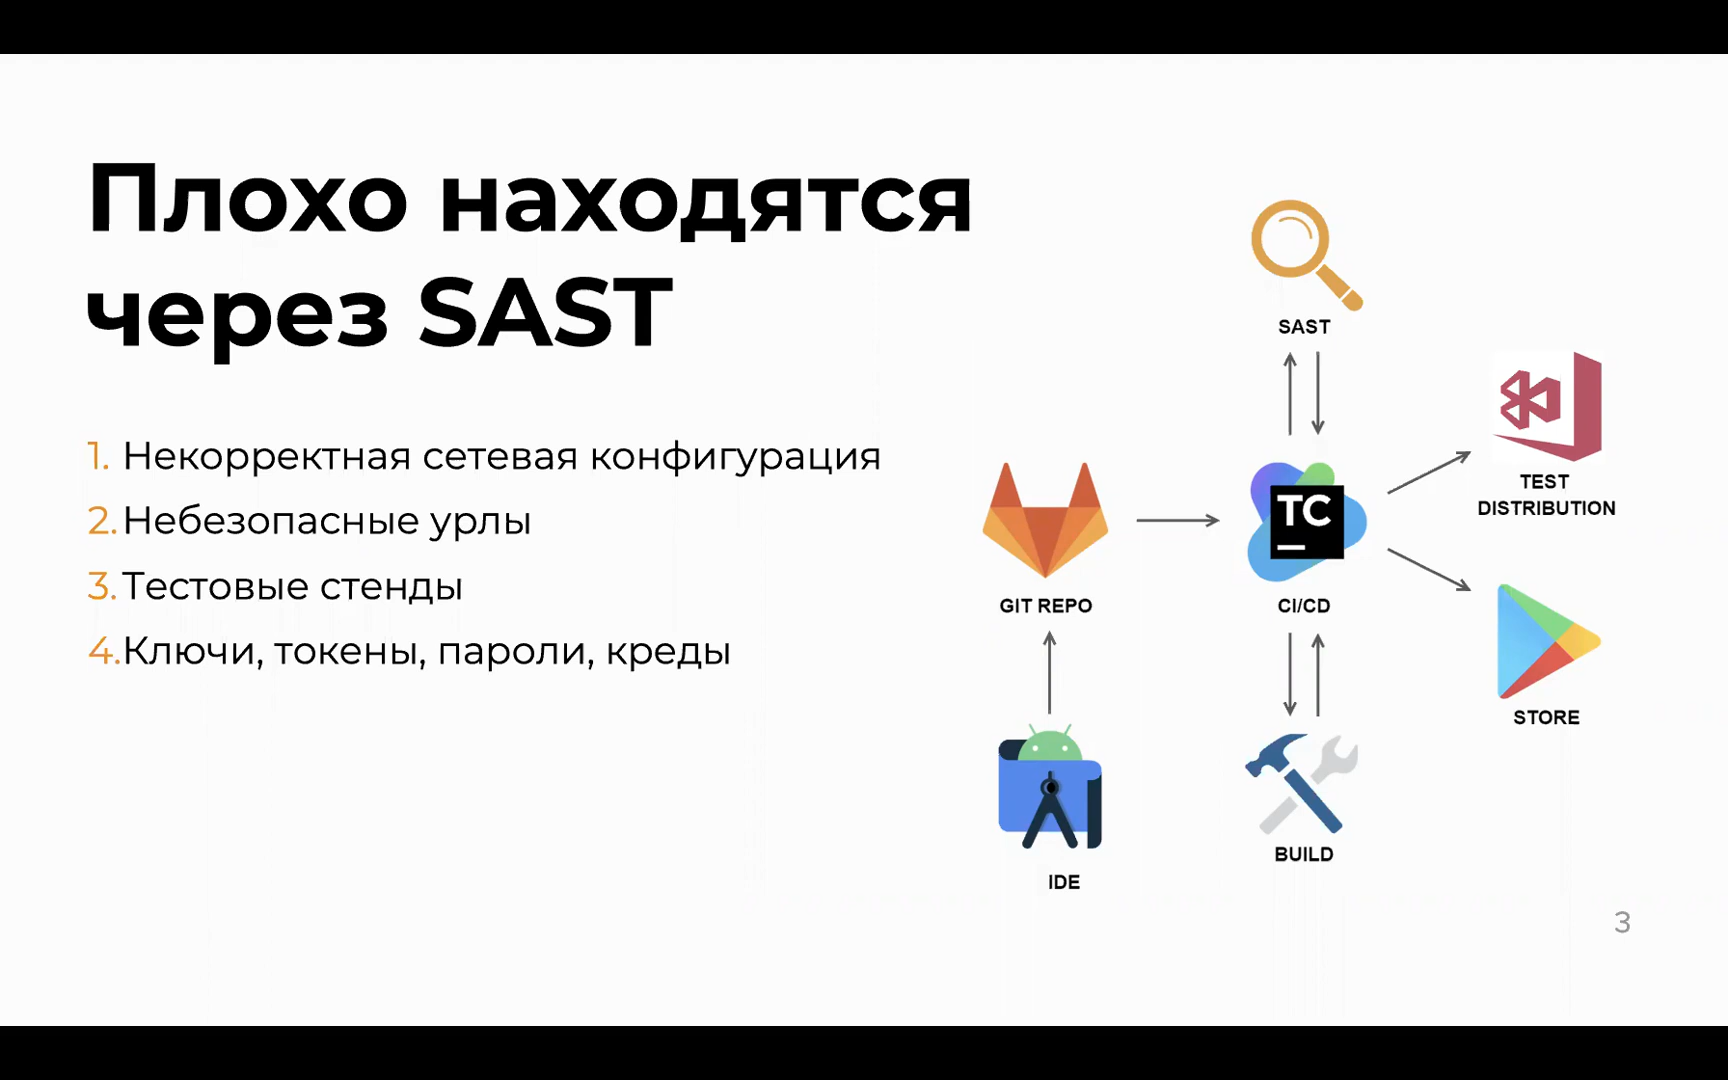 Плохо находятся
через SAST
1. Некорректная сетевая конфигурация
2. Небезопасные урлы
3. Тестовые стенды
4. Ключи, токены, пароли, креды
SAST
TEST
DISTRIBUTION
TC
GIT REPO
CI/CD
STORE
BUILD
IDE
3